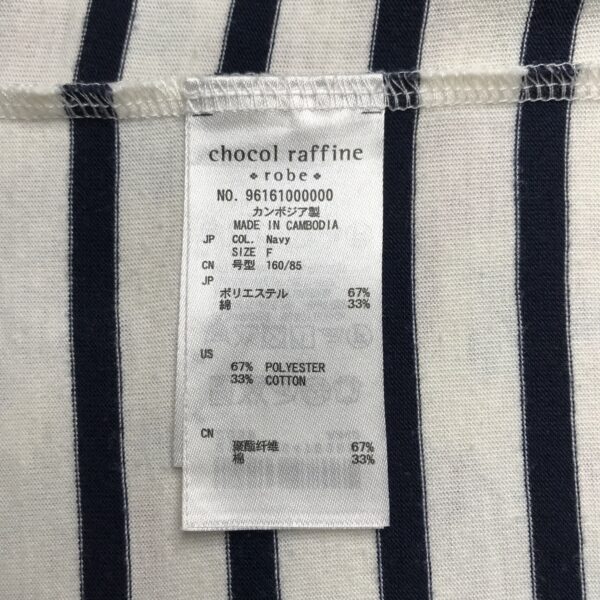 chocol raffine
robe
NO. 96161000000
カンボジア製
MADE IN CAMBODIA
JP COL. Navy
SIZE F
CN 号型 160/85
JP
ポリエステル 67%
綿 33%
US
67% POLYESTER
33% COTTON
CN
聚酯纤维 67%
棉 33%